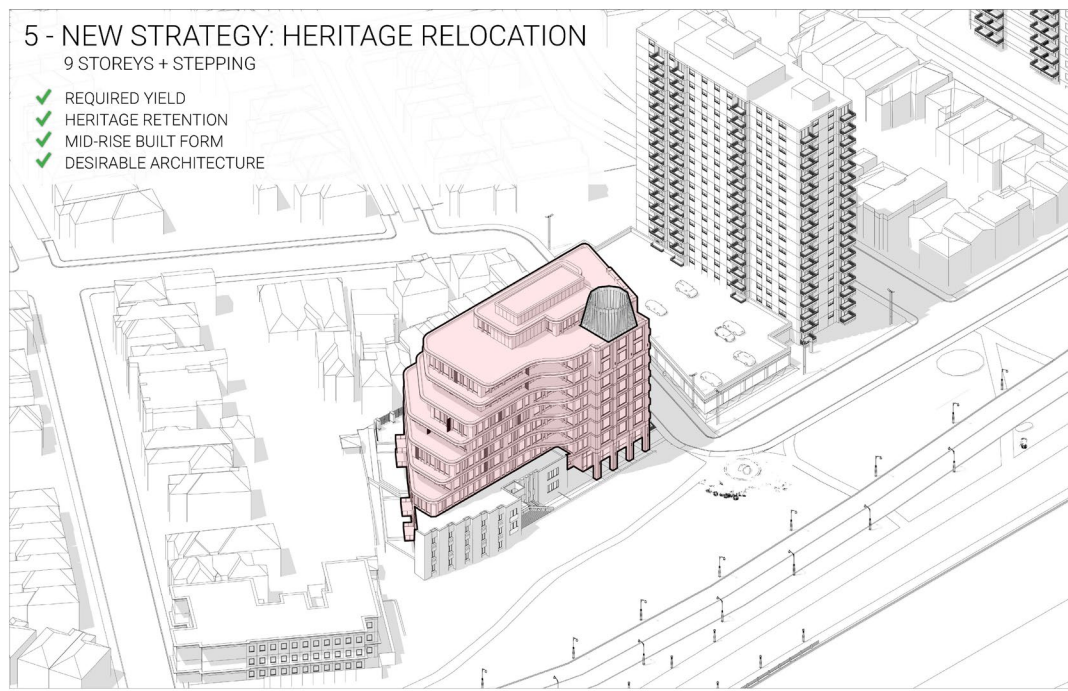 5 - NEW STRATEGY: HERITAGE RELOCATION
9 STOREYS + STEPPING
REQUIRED YIELD
HERITAGE RETENTION
MID-RISE BUILT FORM
DESIRABLE ARCHITECTURE